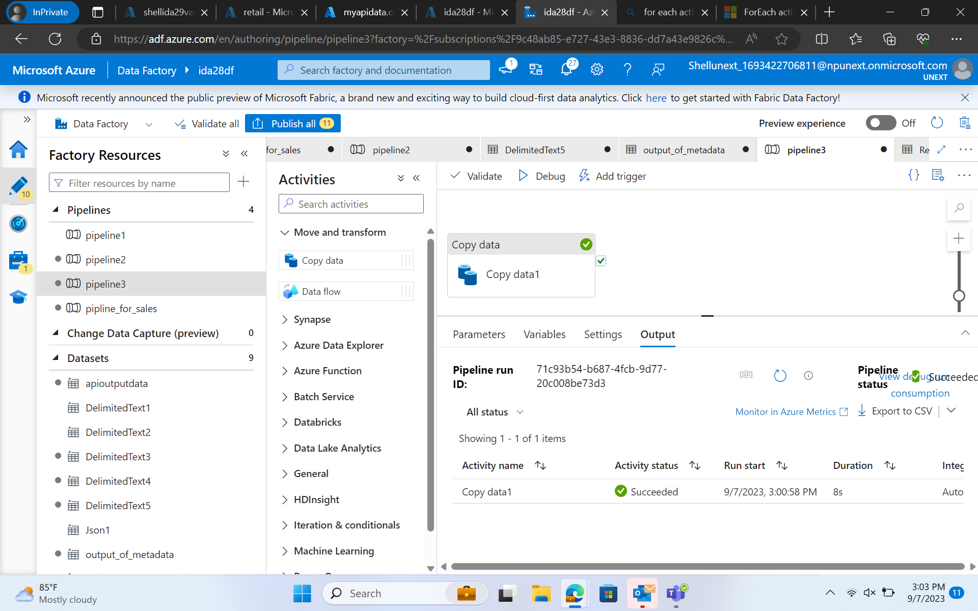 InPrivate
shellida29va
retail - Micro
myapidata.c
ida28df - M
ida28df - Az
for each acti
ForEach activ
https://adf.azure.com/en/authoring/pipeline/pipeline3?factory=%2Fsubscriptions%2F9c48ab85-e727-43e3-8836-dd7a43e9826c%...
Microsoft Azure
Data Factory
ida28df
Search factory and documentation
1
27
Shellunext_1693422706811@npunext.onmicrosoft.com
UNEXT
Microsoft recently announced the public preview of Microsoft Fabric, a brand new and exciting way to build cloud-first data analytics. Click here to get started with Fabric Data Factory!
Data Factory
Validate all
Publish all 11
Preview experience
Off
10
1
Factory Resources
Filter resources by name
Pipelines 4
pipeline1
pipeline2
pipeline3
pipline_for_sales
Change Data Capture (preview) 0
Datasets 9
apioutputdata
DelimitedText1
DelimitedText2
DelimitedText3
DelimitedText4
DelimitedText5
Json1
output_of_metadata
for_sales
pipeline2
DelimitedText5
output_of_metadata
pipeline3
Re
Activities
Search activities
Move and transform
Copy data
Data flow
Synapse
Azure Data Explorer
Azure Function
Batch Service
Databricks
Data Lake Analytics
General
HDInsight
Iteration & conditionals
Machine Learning
Validate
Debug
Add trigger
Copy data
Copy data1
Parameters
Variables
Settings
Output
Pipeline run
ID:
71c93b54-b687-4fcb-9d77-
20c008be73d3
Pipeline
status
Succeeded
consumption
All status
Monitor in Azure Metrics
Export to CSV
Showing 1 - 1 of 1 items
Activity name
Activity status
Run start
Duration
Integ
Copy data1
Succeeded
9/7/2023, 3:00:58 PM
8s
Auto
85°F
Mostly cloudy
Search
3:03 PM
9/7/2023
11